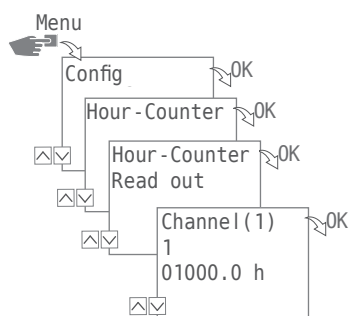 Menu
Config OK
Hour-Counter OK
Hour-Counter OK
Read out
Channel(1) OK
1
01000.0 h